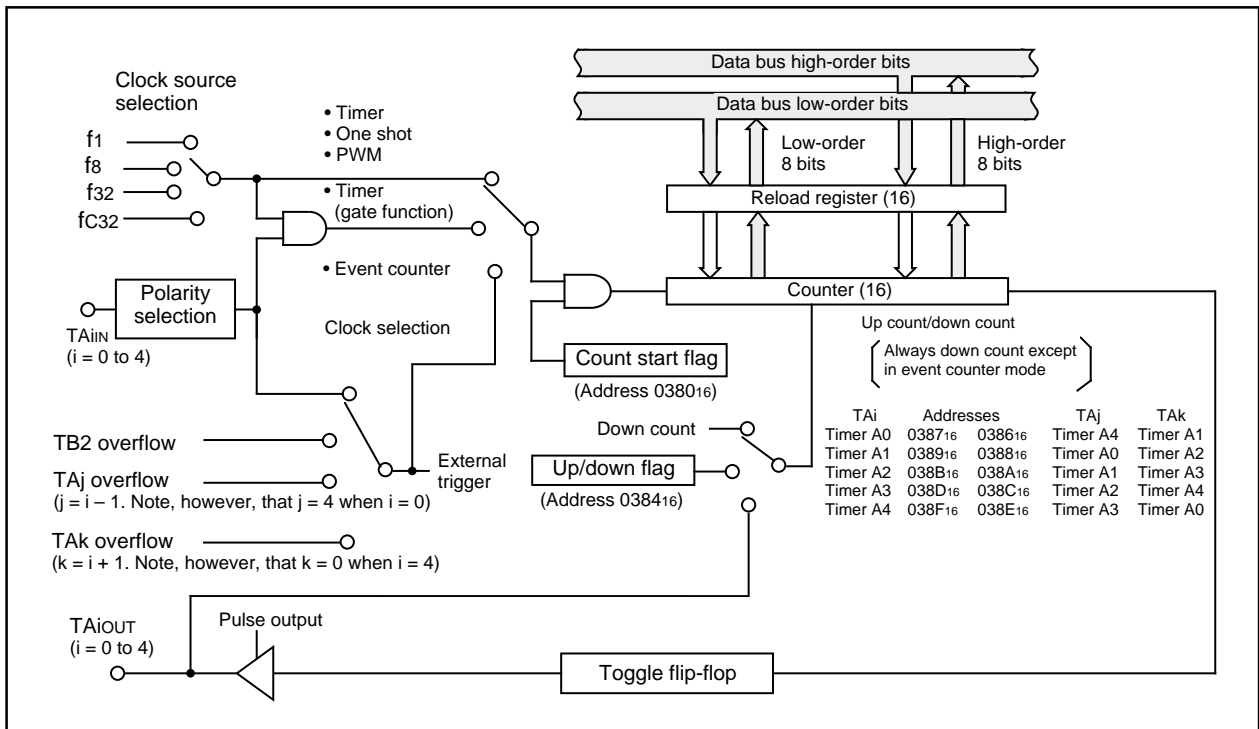 Clock source
selection
f1
f8
f32
fC32
• Timer
• One shot
• PWM
• Timer
(gate function)
• Event counter
Clock selection
Polarity
selection
TAiIN
(i = 0 to 4)
TB2 overflow
TAj overflow
(j = i – 1. Note, however, that j = 4 when i = 0)
TAk overflow
(k = i + 1. Note, however, that k = 0 when i = 4)
External
trigger
Data bus high-order bits
Data bus low-order bits
Low-order
8 bits
High-order
8 bits
Reload register (16)
Counter (16)
Count start flag
(Address 038016)
Up count/down count
Always down count except
in event counter mode
Down count
Up/down flag
(Address 038416)
TAi Addresses TAj TAk
Timer A0 038716 038616 Timer A4 Timer A1
Timer A1 038916 038816 Timer A0 Timer A2
Timer A2 038B16 038A16 Timer A1 Timer A3
Timer A3 038D16 038C16 Timer A2 Timer A4
Timer A4 038F16 038E16 Timer A3 Timer A0
TAiOUT
(i = 0 to 4)
Pulse output
Toggle flip-flop